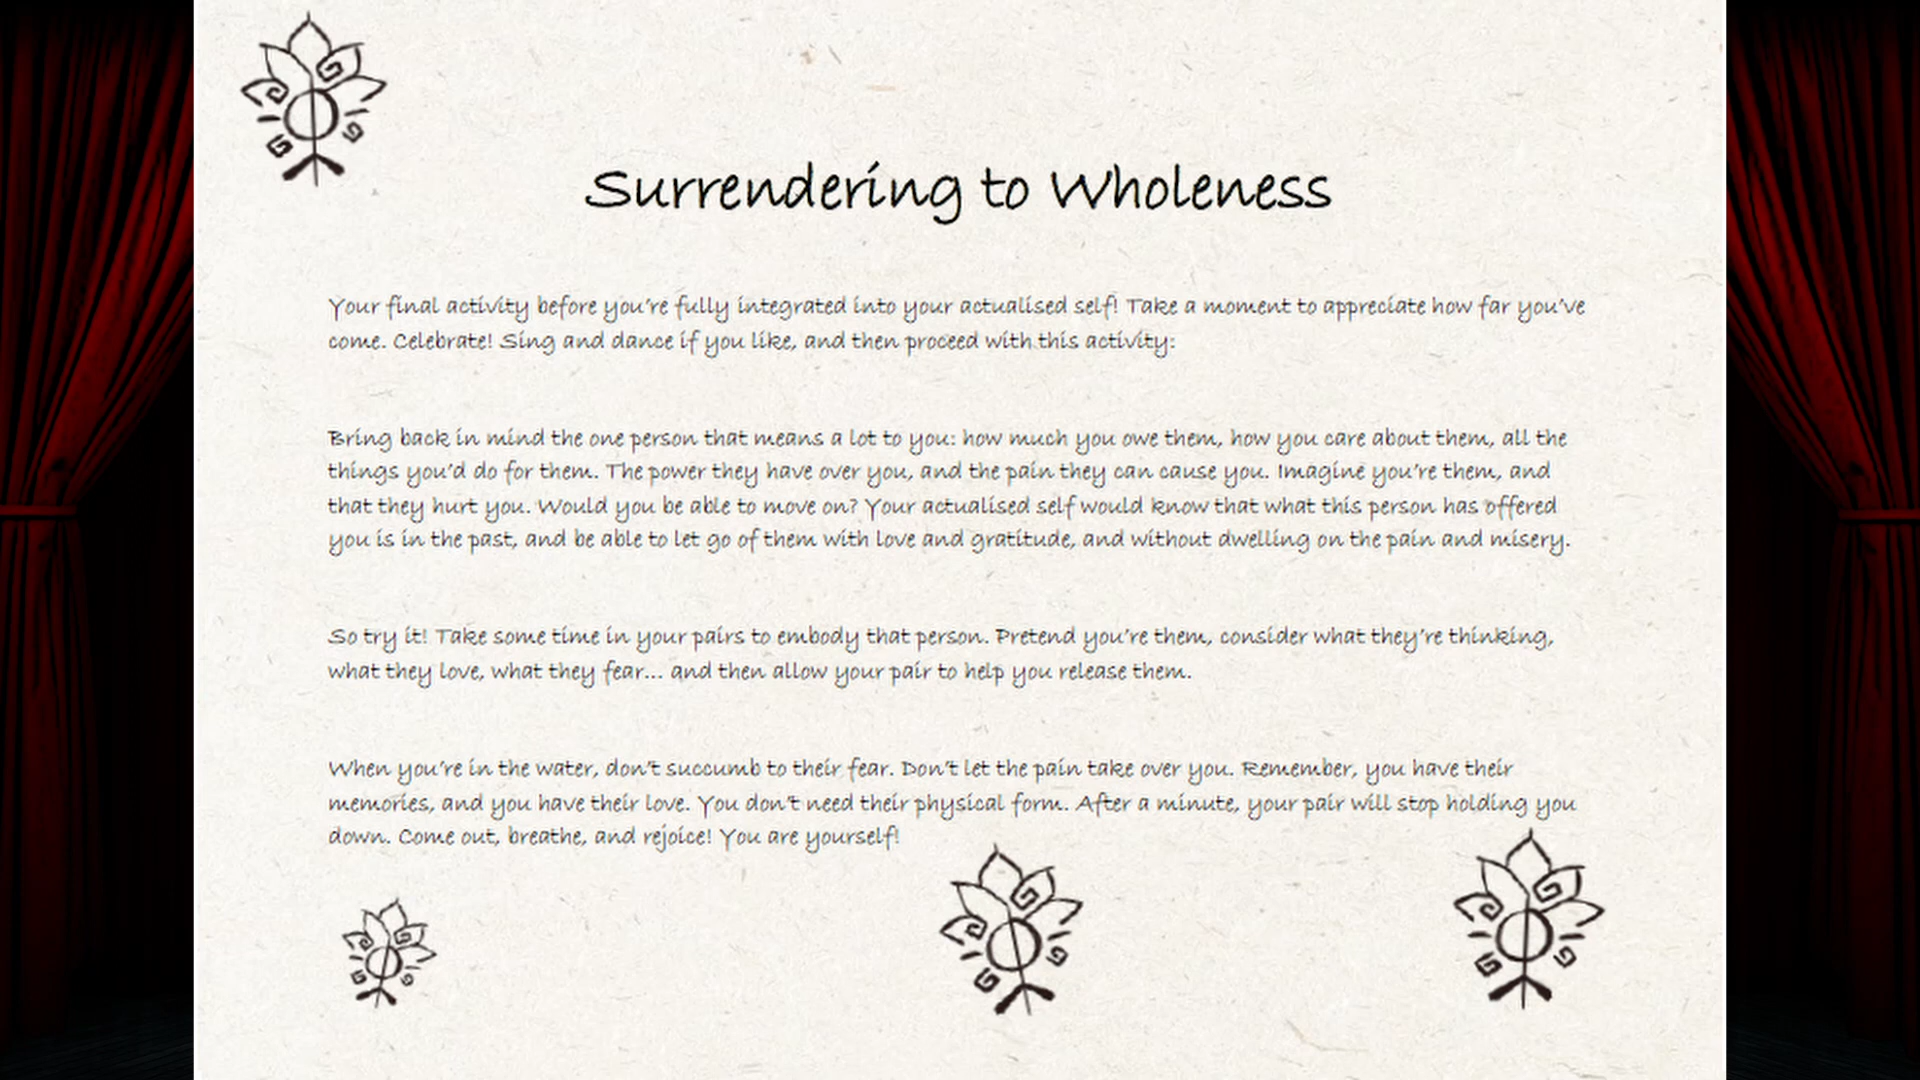 Surrendering to Wholeness
Your final activity before you're fully integrated into your actualised self! Take a moment to appreciate how far you've
come. Celebrate! Sing and dance if you like, and then proceed with this activity:
Bring back in mind the one person that means a lot to you: how much you owe them, how you care about them, all the
things you'd do for them. The power they have over you, and the pain they can cause you. Imagine you're them, and
that they hurt you. Would you be able to move on? Your actualised self would know that what this person has offered
you is in the past, and be able to let go of them with love and gratitude, and without dwelling on the pain and misery.
So try it! Take some time in your pairs to embody that person. Pretend you're them, consider what they're thinking,
what they love, what they fear... and then allow your pair to help you release them.
When you're in the water, don't succumb to their fear. Don't let the pain take over you. Remember, you have their
memories, and you have their love. You don't need their physical form. After a minute, your pair will stop holding you
down. Come out, breathe, and rejoice! You are yourself!